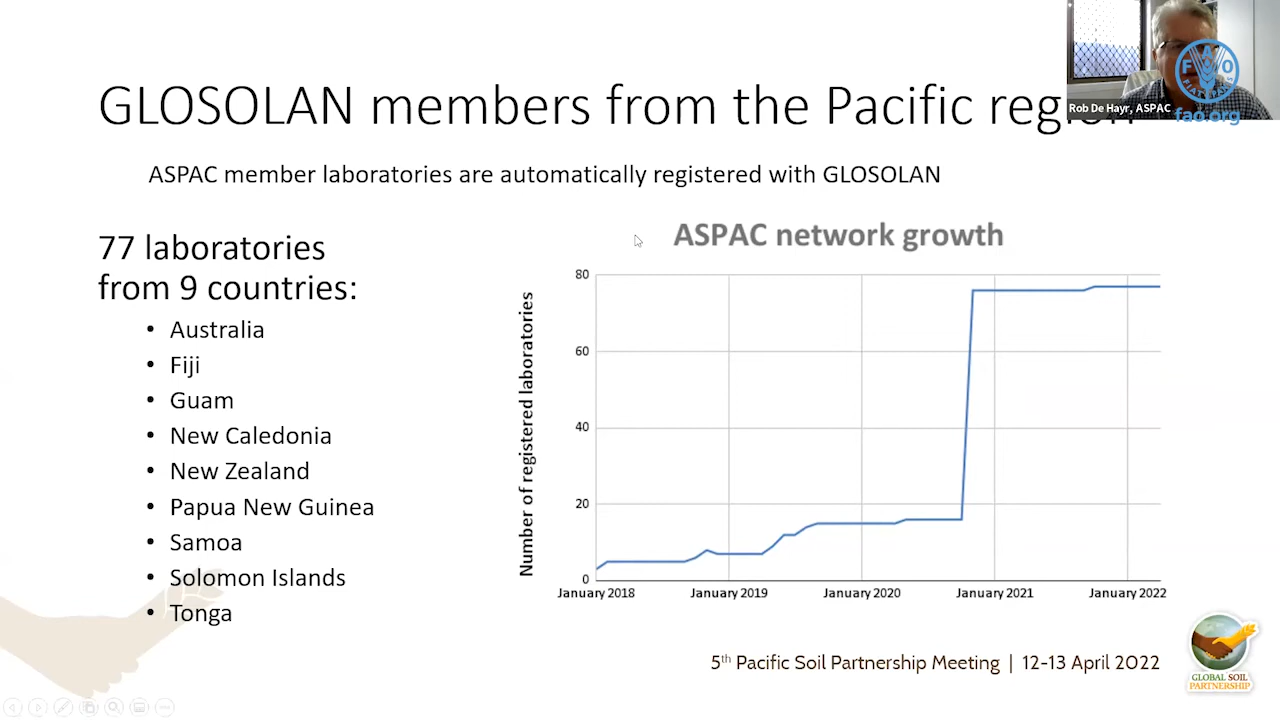 GLOSOLAN members from the Pacific region
Rob De Hayr, ASPAC
F A O
fao.org
ASPAC member laboratories are automatically registered with GLOSOLAN
77 laboratories
from 9 countries:
• Australia
• Fiji
• Guam
• New Caledonia
• New Zealand
• Papua New Guinea
• Samoa
• Solomon Islands
• Tonga
ASPAC network growth
Number of registered laboratories
80
60
40
20
0
January 2018
January 2019
January 2020
January 2021
January 2022
5th Pacific Soil Partnership Meeting | 12-13 April 2022
GLOBAL SOIL
PARTNERSHIP